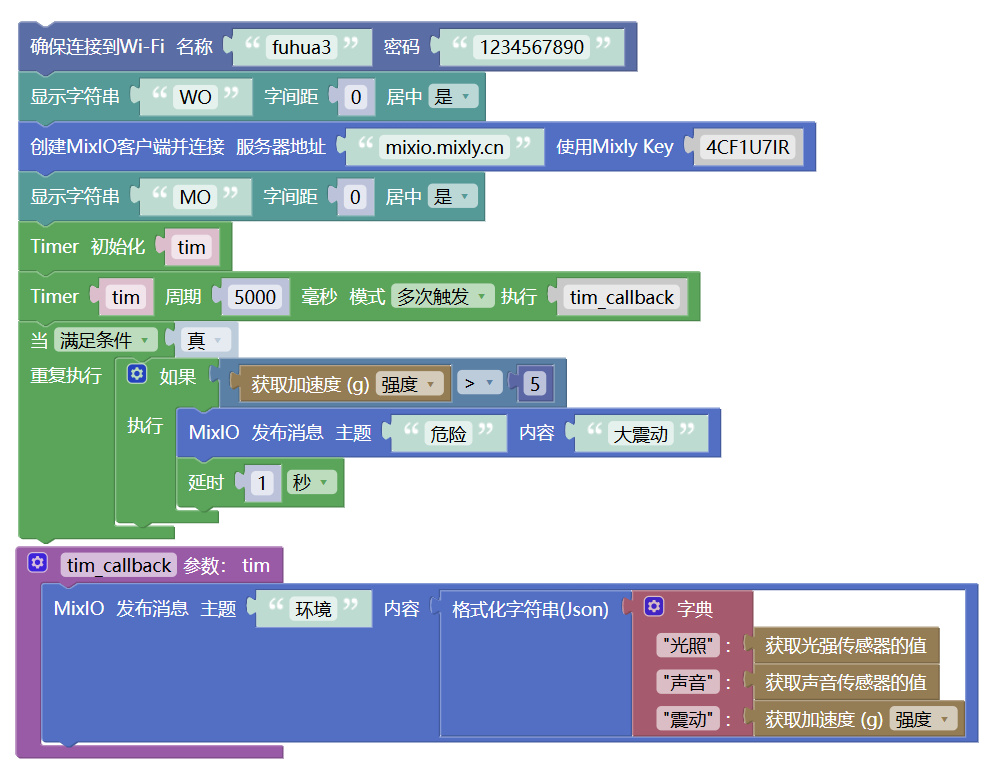 确保连接到Wi-Fi 名称 “ fuhua3 ” 密码 “ 1234567890 ”
显示字符串 “ WO ” 字间距 0 居中 是
创建MixIO客户端并连接 服务器地址 “ mixio.mixly.cn ” 使用Mixly Key 4CF1U7IR
显示字符串 “ MO ” 字间距 0 居中 是
Timer 初始化 tim
Timer tim 周期 5000 毫秒 模式 多次触发 执行 tim_callback
当 满足条件 真
重复执行 如果 获取加速度 (g) 强度 > 5
执行 MixIO 发布消息 主题 “ 危险 ” 内容 “ 大震动 ”
延时 1 秒
tim_callback 参数: tim
MixIO 发布消息 主题 “ 环境 ” 内容 格式化字符串(Json) 字典
"光照" : 获取光强传感器的值
"声音" : 获取声音传感器的值
"震动" : 获取加速度 (g) 强度